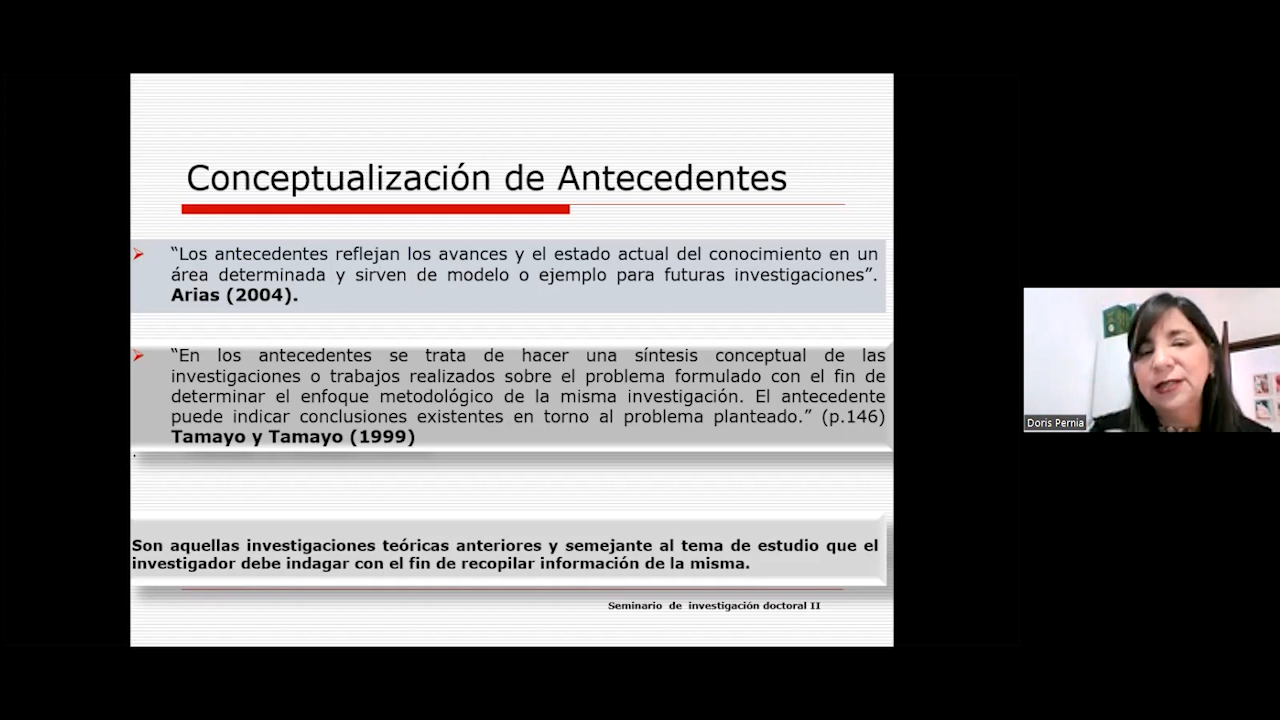 Conceptualización de Antecedentes
“Los antecedentes reflejan los avances y el estado actual del conocimiento en un
área determinada y sirven de modelo o ejemplo para futuras investigaciones”.
Arias (2004).
“En los antecedentes se trata de hacer una síntesis conceptual de las
investigaciones o trabajos realizados sobre el problema formulado con el fin de
determinar el enfoque metodológico de la misma investigación. El antecedente
puede indicar conclusiones existentes en torno al problema planteado.” (p.146)
Tamayo y Tamayo (1999)
.
Son aquellas investigaciones teóricas anteriores y semejante al tema de estudio que el
investigador debe indagar con el fin de recopilar información de la misma.
Seminario de investigación doctoral II
Doris Pernia